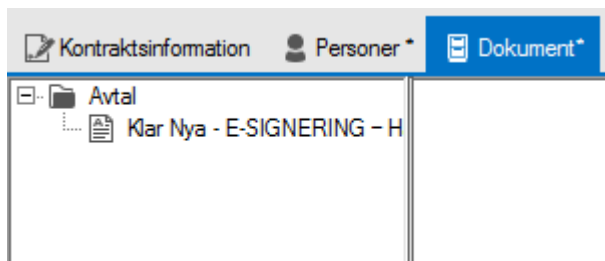 Kontraktsinformation Personer * Dokument*
Avtal
Klar Nya - E-SIGNERING – H